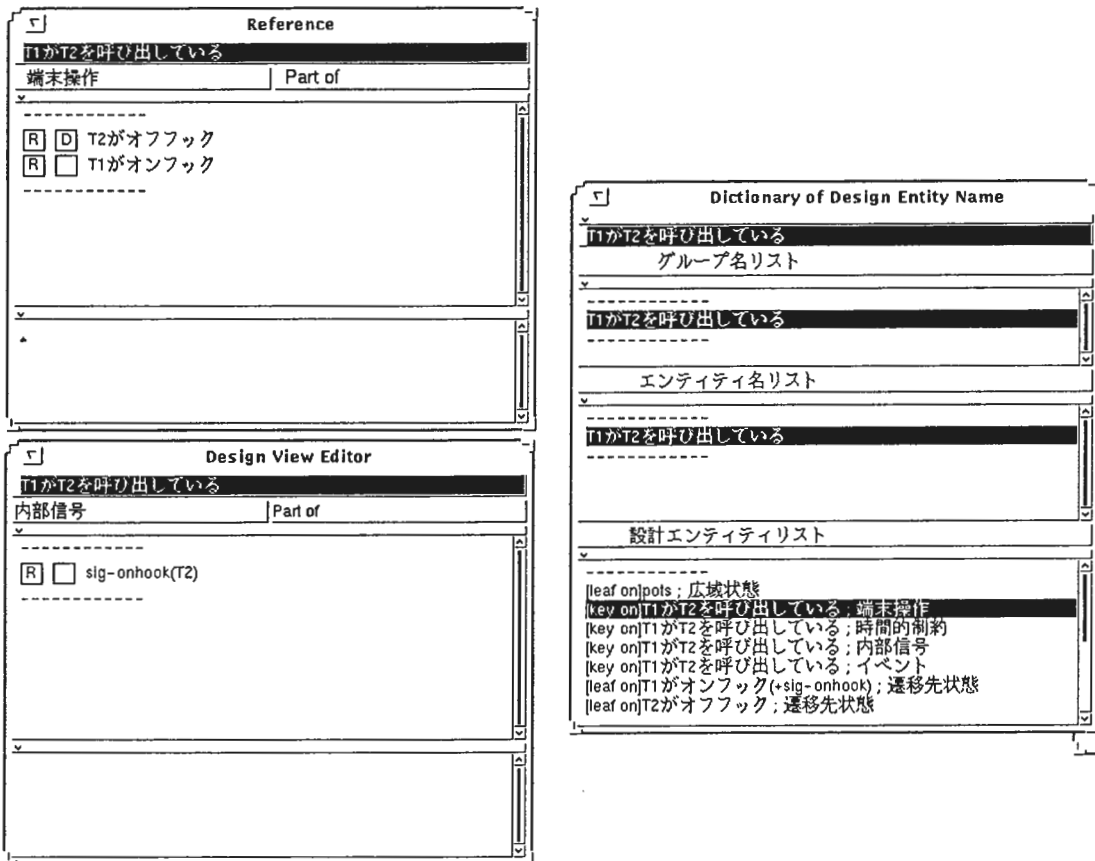 Reference
T1がT2を呼び出している
端末操作 Part of
-------------
R D T2がオフフック
R T1がオンフック
-------------
Design View Editor
T1がT2を呼び出している
内部信号 Part of
-------------
R sig-onhook(T2)
-------------
Dictionary of Design Entity Name
T1がT2を呼び出している
グループ名リスト
-------------
T1がT2を呼び出している
-------------
エンティティ名リスト
-------------
T1がT2を呼び出している
-------------
設計エンティティリスト
-------------
[leaf on]pots ; 広域状態
[key on]T1がT2を呼び出している ; 端末操作
[key on]T1がT2を呼び出している ; 時間的制約
[key on]T1がT2を呼び出している ; 内部信号
[key on]T1がT2を呼び出している ; イベント
[leaf on]T1がオンフック(+sig-onhook) ; 遷移先状態
[leaf on]T2がオフフック ; 遷移先状態